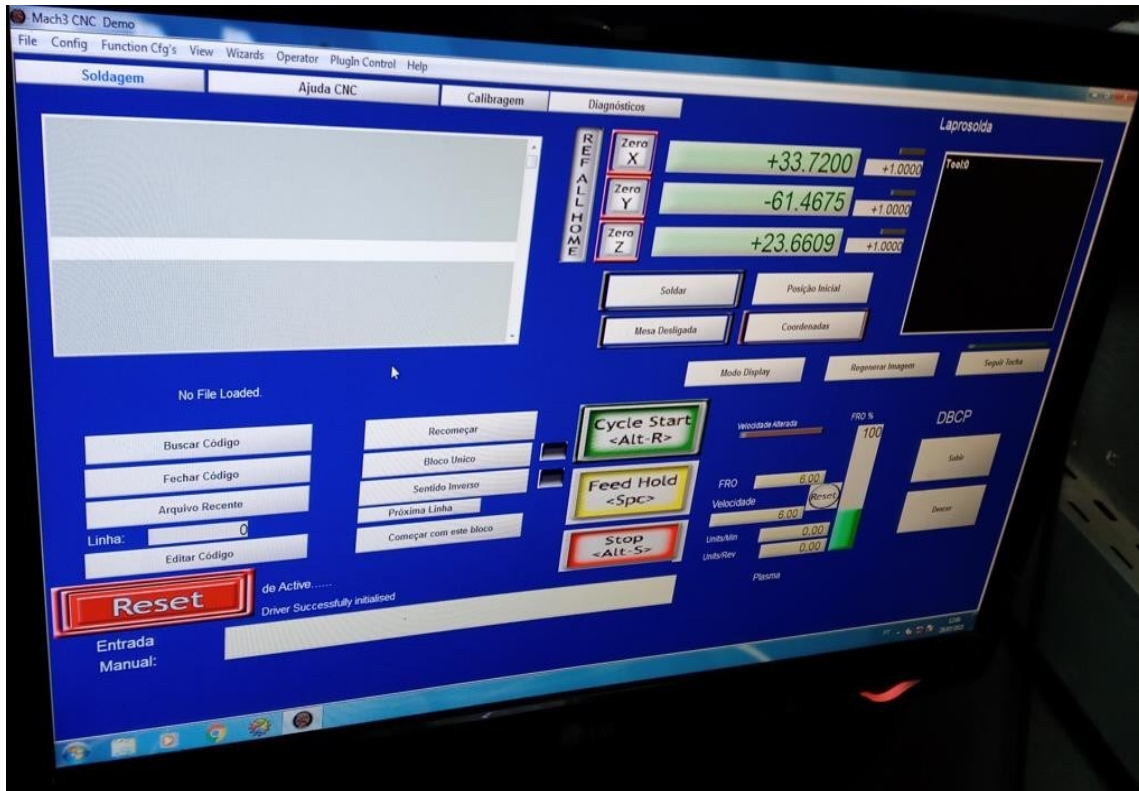 Mach3 CNC Demo
File Config Function Cfg's View Wizards Operator PlugIn Control Help
Soldagem Ajuda CNC Calibragem Diagnósticos
Laprosolda
REF ALL HOME
Zero X +33.7200 +1.0000
Zero Y -61.4675 +1.0000
Zero Z +23.6609 +1.0000
Tool:0
Soldar Posição Inicial
Mesa Desligada Coordenadas
Modo Display Regenerar Imagem Seguir Tocha
No File Loaded.
Buscar Código
Fechar Código
Arquivo Recente
Linha: 0
Editar Código
Recomeçar
Bloco Unico
Sentido Inverso
Próxima Linha
Começar com este bloco
Cycle Start
<Alt-R>
Feed Hold
<Spc>
Stop
<Alt-S>
Velocidade Alterada
FRO %
100
FRO 6.00
Reset
Velocidade
6.00
Units/Min 0.00
Units/Rev 0.00
Plasma
DBCP
Subir
Descer
Reset
de Active......
Driver Successfully initialised
Entrada
Manual:
PT